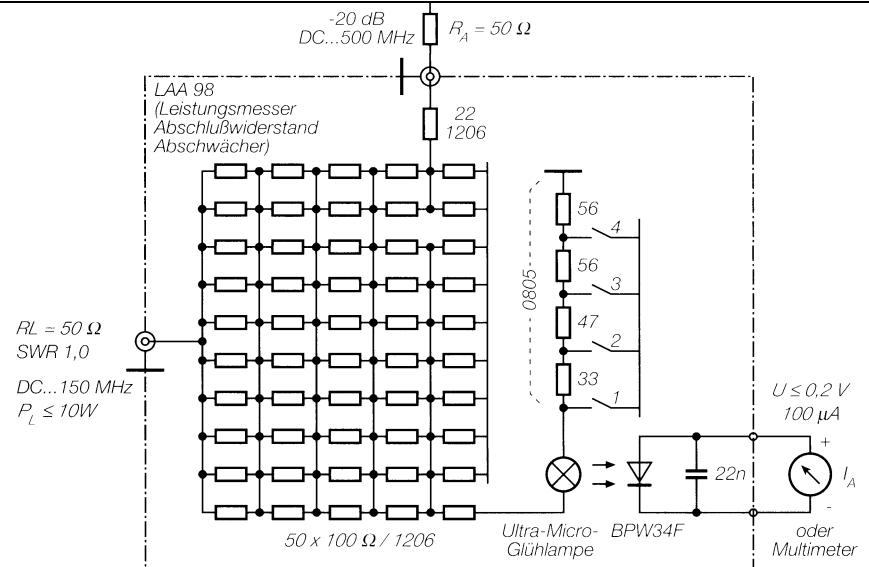 -20 dB
DC...500 MHz
R_A = 50 Ω
LAA 98
(Leistungsmesser
Abschlußwiderstand
Abschwächer)
22
1206
56
4
56
3
0805
47
2
33
1
RL = 50 Ω
SWR 1,0
DC...150 MHz
P_L ≤ 10W
U ≤ 0,2 V
100 µA
+
22n
I_A
-
50 x 100 Ω / 1206
Ultra-Micro-
Glühlampe
BPW34F
oder
Multimeter